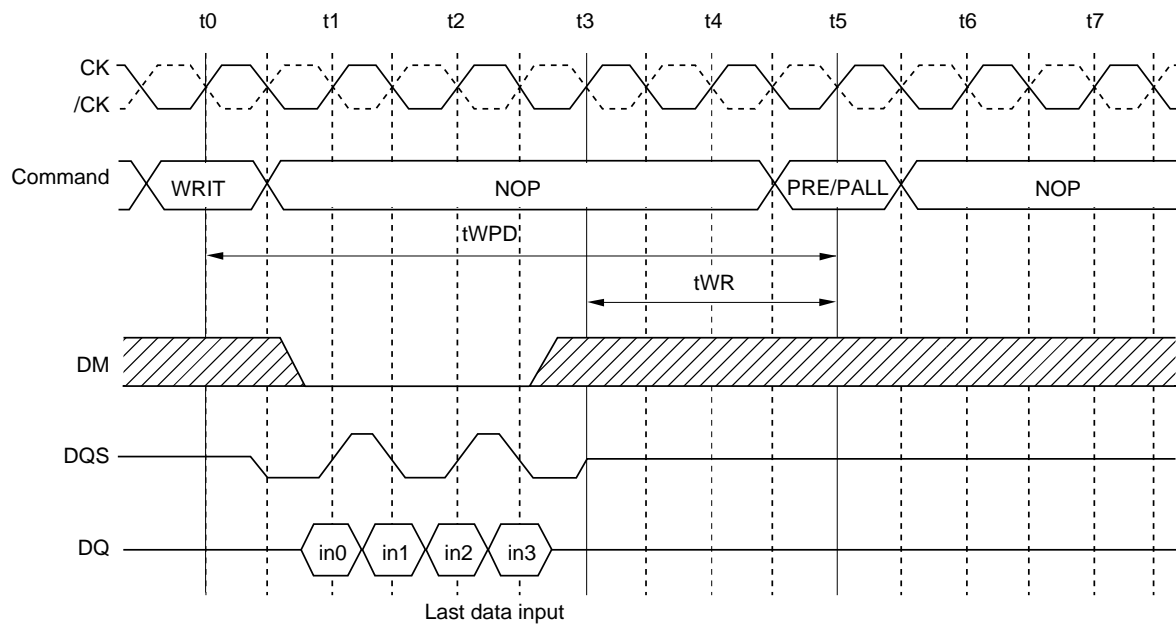 t0 t1 t2 t3 t4 t5 t6 t7
CK
/CK
Command WRIT NOP PRE/PALL NOP
tWPD
tWR
DM
DQS
DQ in0 in1 in2 in3
Last data input